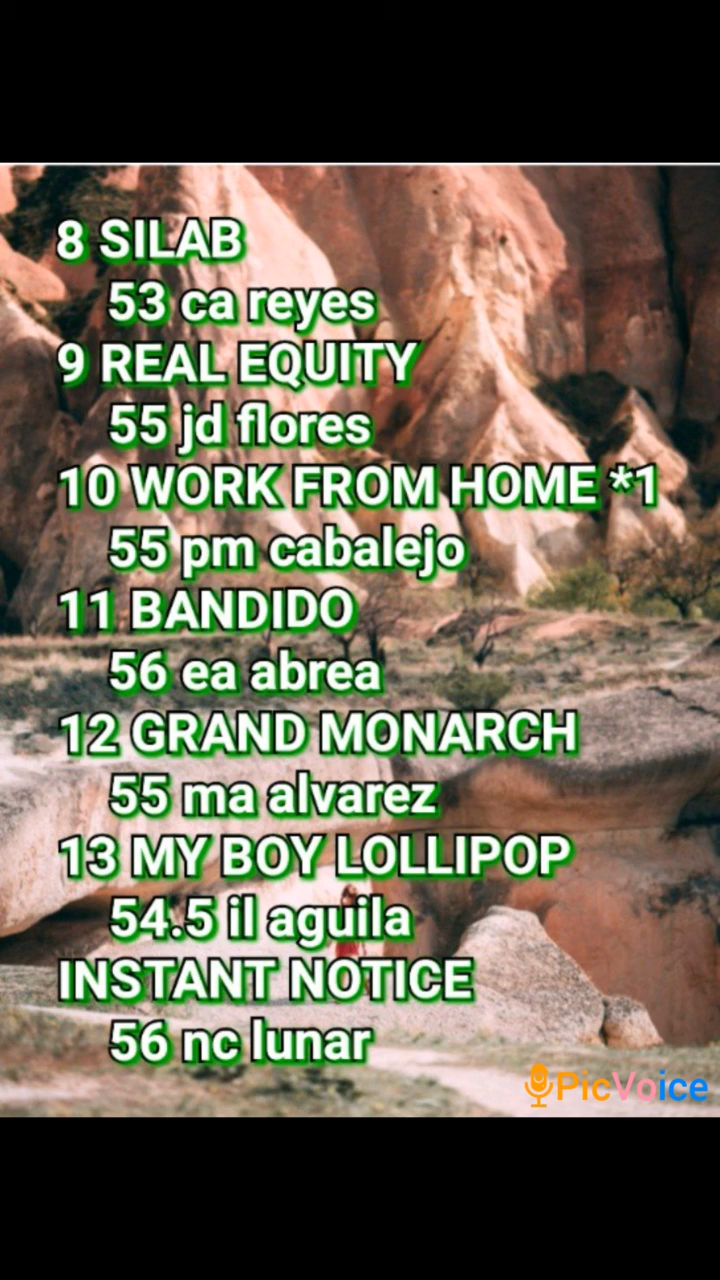 8 SILAB
53 ca reyes
9 REAL EQUITY
55 jd flores
10 WORK FROM HOME *1
55 pm cabalejo
11 BANDIDO
56 ea abrea
12 GRAND MONARCH
55 ma alvarez
13 MY BOY LOLLIPOP
54.5 il aguila
INSTANT NOTICE
56 nc lunar
PicVoice